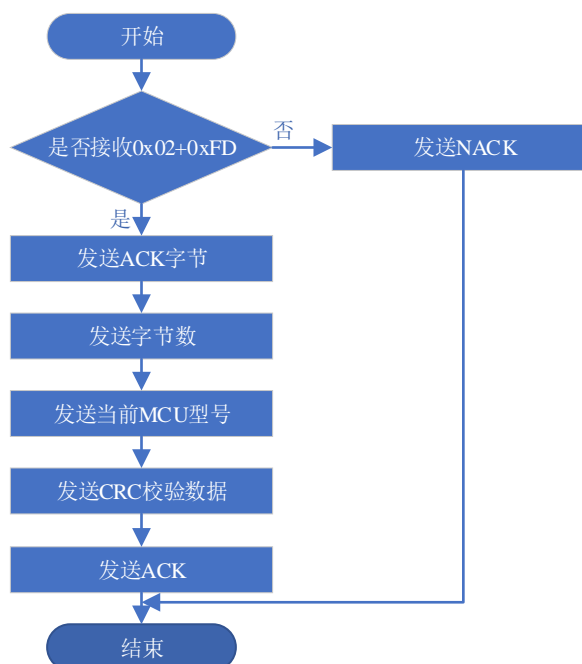 开始
是否接收0x02+0xFD
否
发送NACK
是
发送ACK字节
发送字节数
发送当前MCU型号
发送CRC校验数据
发送ACK
结束